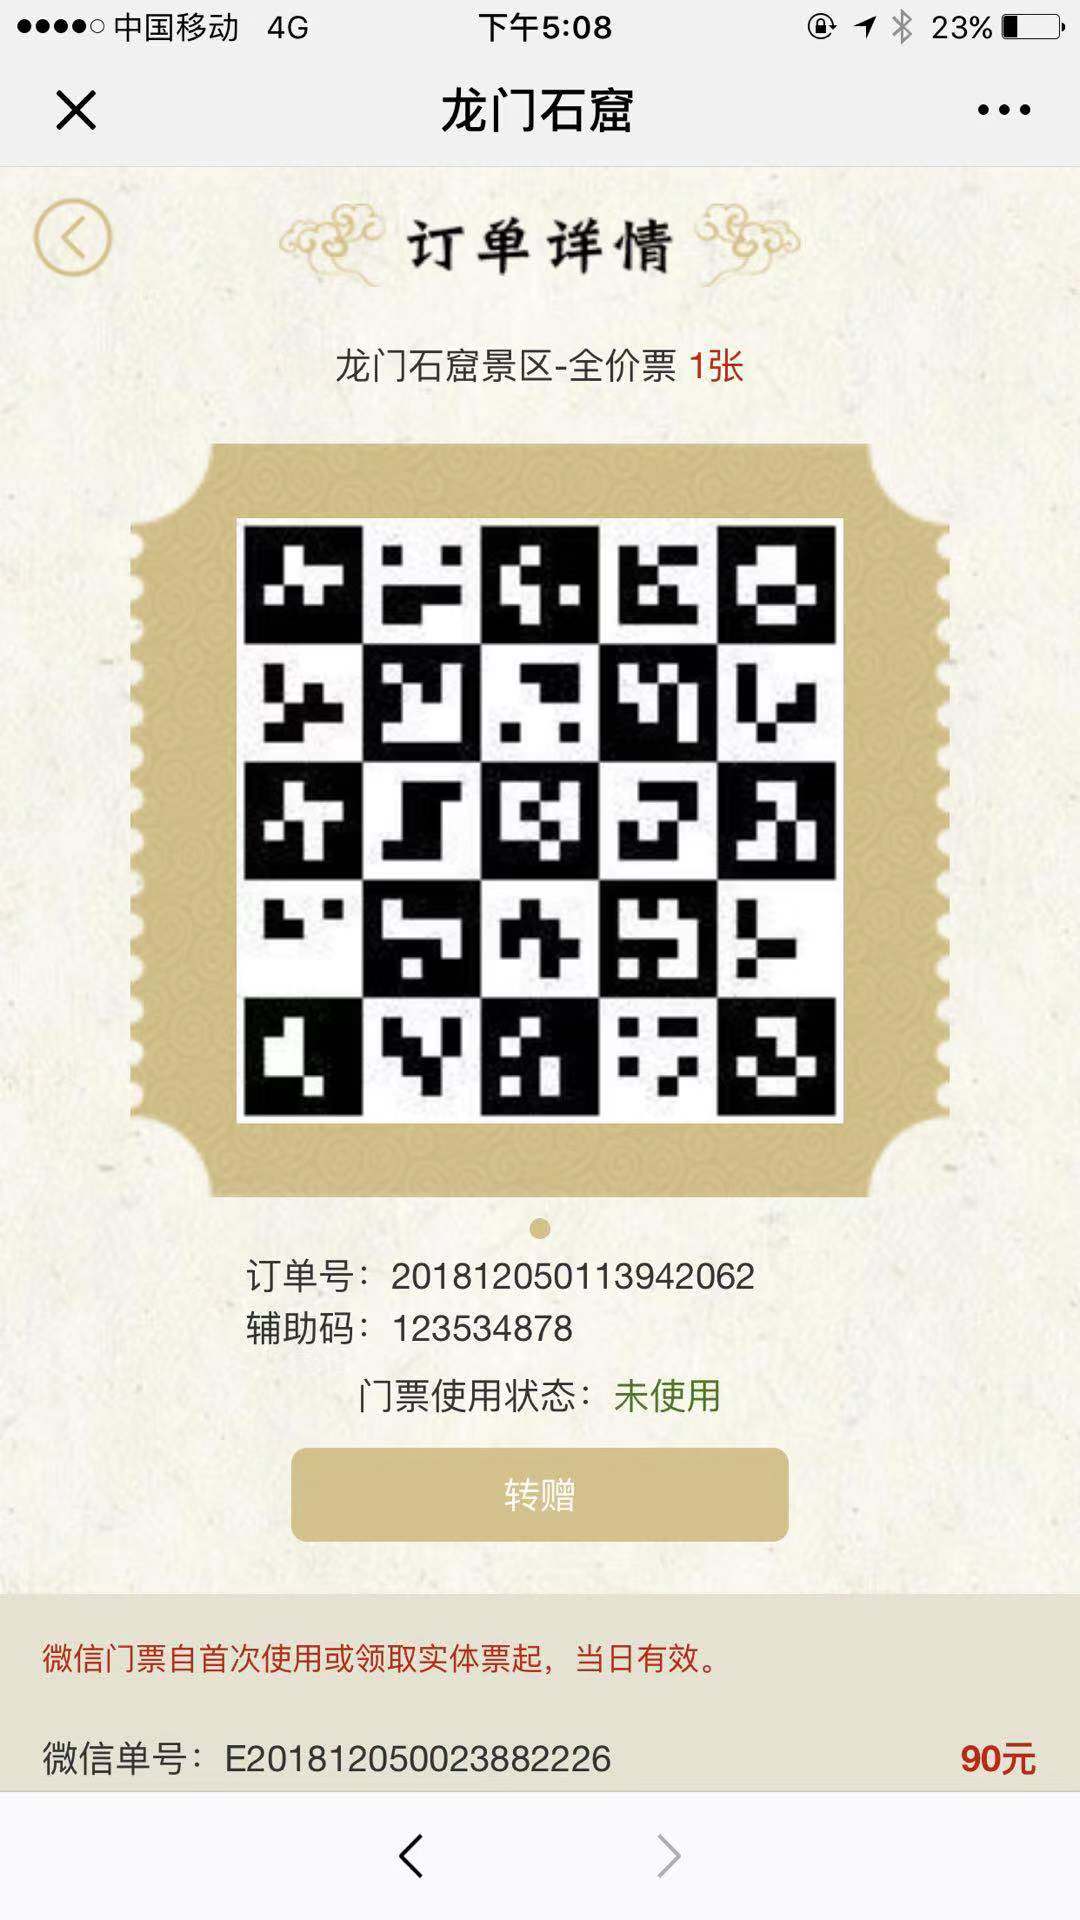 中国移动 4G 下午5:08 23%
龙门石窟
订单详情
龙门石窟景区-全价票 1张
订单号：201812050113942062
辅助码：123534878
门票使用状态：未使用
转赠
微信门票自首次使用或领取实体票起，当日有效。
微信单号：E201812050023882226 90元